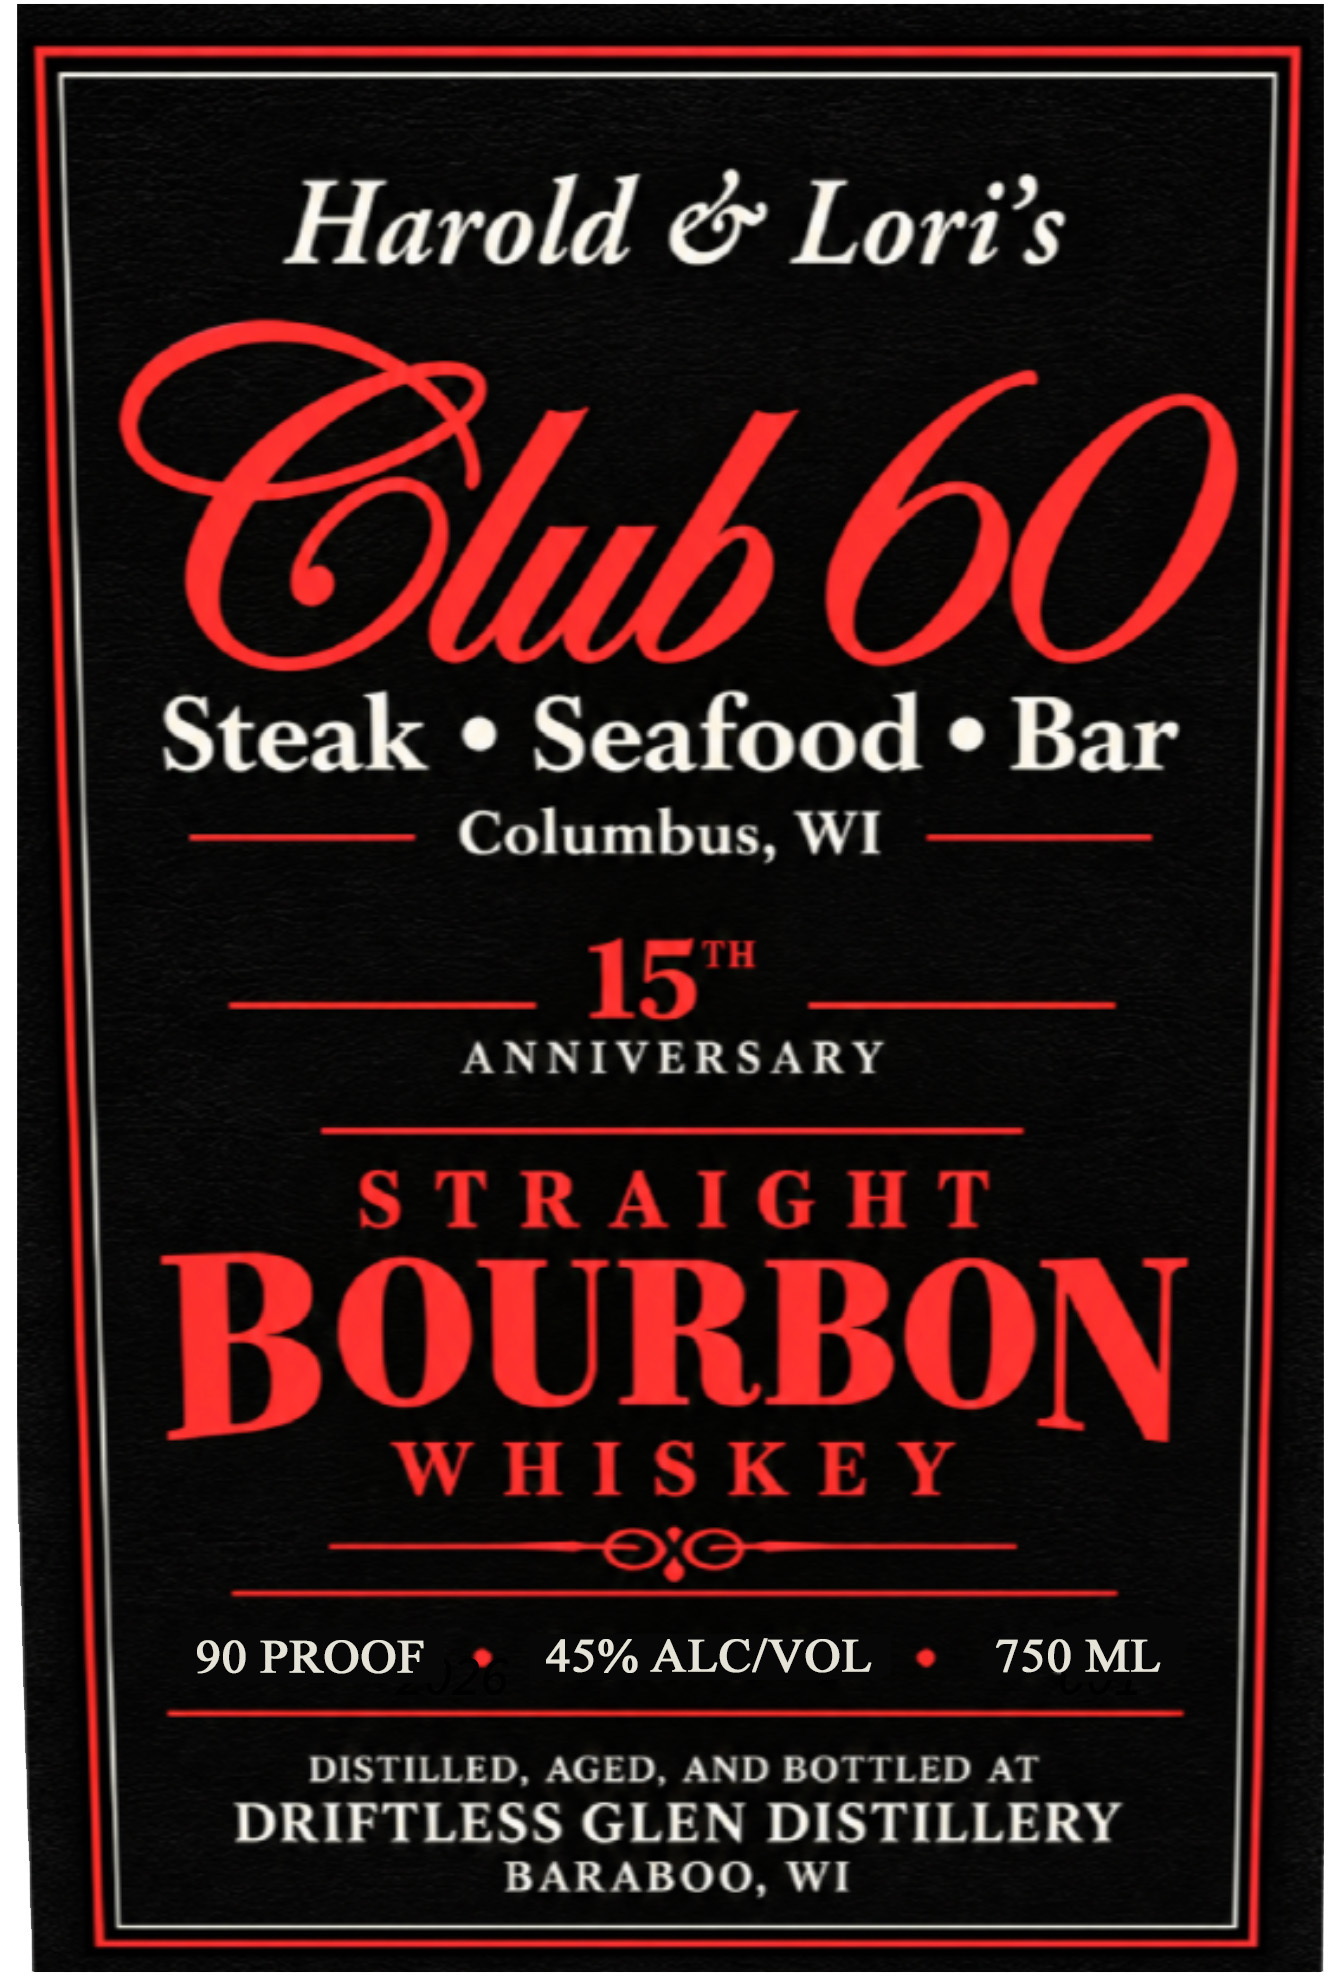 Harold & Lori's
Club 60
Steak • Seafood • Bar
Columbus, WI
15TH
ANNIVERSARY
STRAIGHT
BOURBON
WHISKEY
90 PROOF • 45% ALC/VOL • 750 ML
DISTILLED, AGED, AND BOTTLED AT
DRIFTLESS GLEN DISTILLERY
BARABOO, WI